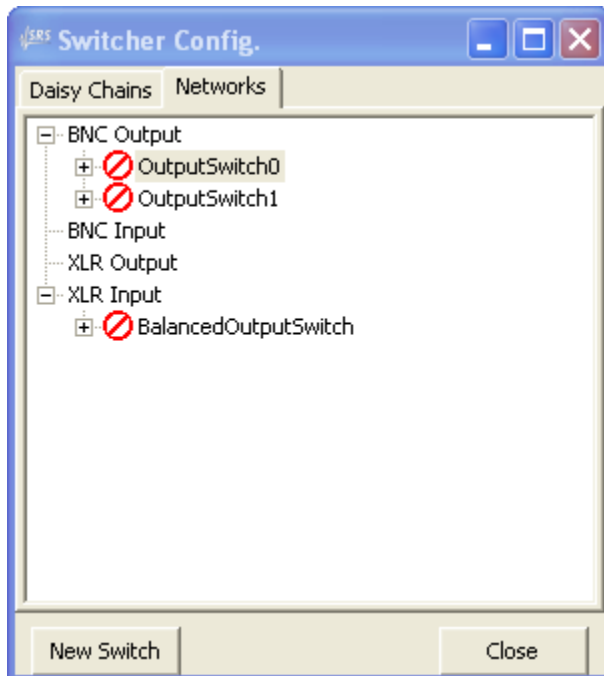 SRS Switcher Config.
Daisy Chains Networks
BNC Output
OutputSwitch0
OutputSwitch1
BNC Input
XLR Output
XLR Input
BalancedOutputSwitch
New Switch Close